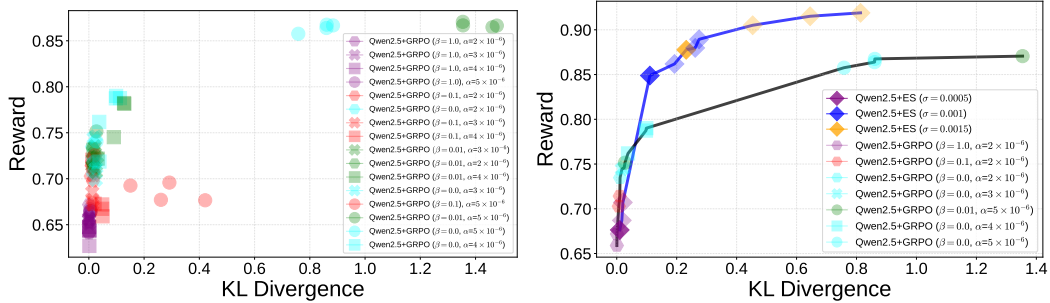 Reward
0.85
0.80
0.75
0.70
0.65
0.0
0.2
0.4
0.6
0.8
1.0
1.2
1.4
KL Divergence
Qwen2.5+GRPO (β=1.0, α=2×10⁻⁶)
Qwen2.5+GRPO (β=1.0, α=3×10⁻⁶)
Qwen2.5+GRPO (β=1.0, α=4×10⁻⁶)
Qwen2.5+GRPO (β=1.0), α=5×10⁻⁶
Qwen2.5+GRPO (β=0.1, α=2×10⁻⁶)
Qwen2.5+GRPO (β=0.0, α=2×10⁻⁶)
Qwen2.5+GRPO (β=0.1, α=3×10⁻⁶)
Qwen2.5+GRPO (β=0.1, α=4×10⁻⁶)
Qwen2.5+GRPO (β=0.01, α=3×10⁻⁶)
Qwen2.5+GRPO (β=0.01, α=2×10⁻⁶)
Qwen2.5+GRPO (β=0.01, α=4×10⁻⁶)
Qwen2.5+GRPO (β=0.0, α=3×10⁻⁶)
Qwen2.5+GRPO (β=0.1), α=5×10⁻⁶
Qwen2.5+GRPO (β=0.01, α=5×10⁻⁶)
Qwen2.5+GRPO (β=0.0, α=5×10⁻⁶)
Qwen2.5+GRPO (β=0.0, α=4×10⁻⁶)
Reward
0.90
0.85
0.80
0.75
0.70
0.65
0.0
0.2
0.4
0.6
0.8
1.0
1.2
1.4
KL Divergence
Qwen2.5+ES (σ=0.0005)
Qwen2.5+ES (σ=0.001)
Qwen2.5+ES (σ=0.0015)
Qwen2.5+GRPO (β=1.0, α=2×10⁻⁶)
Qwen2.5+GRPO (β=0.1, α=2×10⁻⁶)
Qwen2.5+GRPO (β=0.0, α=2×10⁻⁶)
Qwen2.5+GRPO (β=0.0, α=3×10⁻⁶)
Qwen2.5+GRPO (β=0.01, α=5×10⁻⁶)
Qwen2.5+GRPO (β=0.0, α=4×10⁻⁶)
Qwen2.5+GRPO (β=0.0, α=5×10⁻⁶)